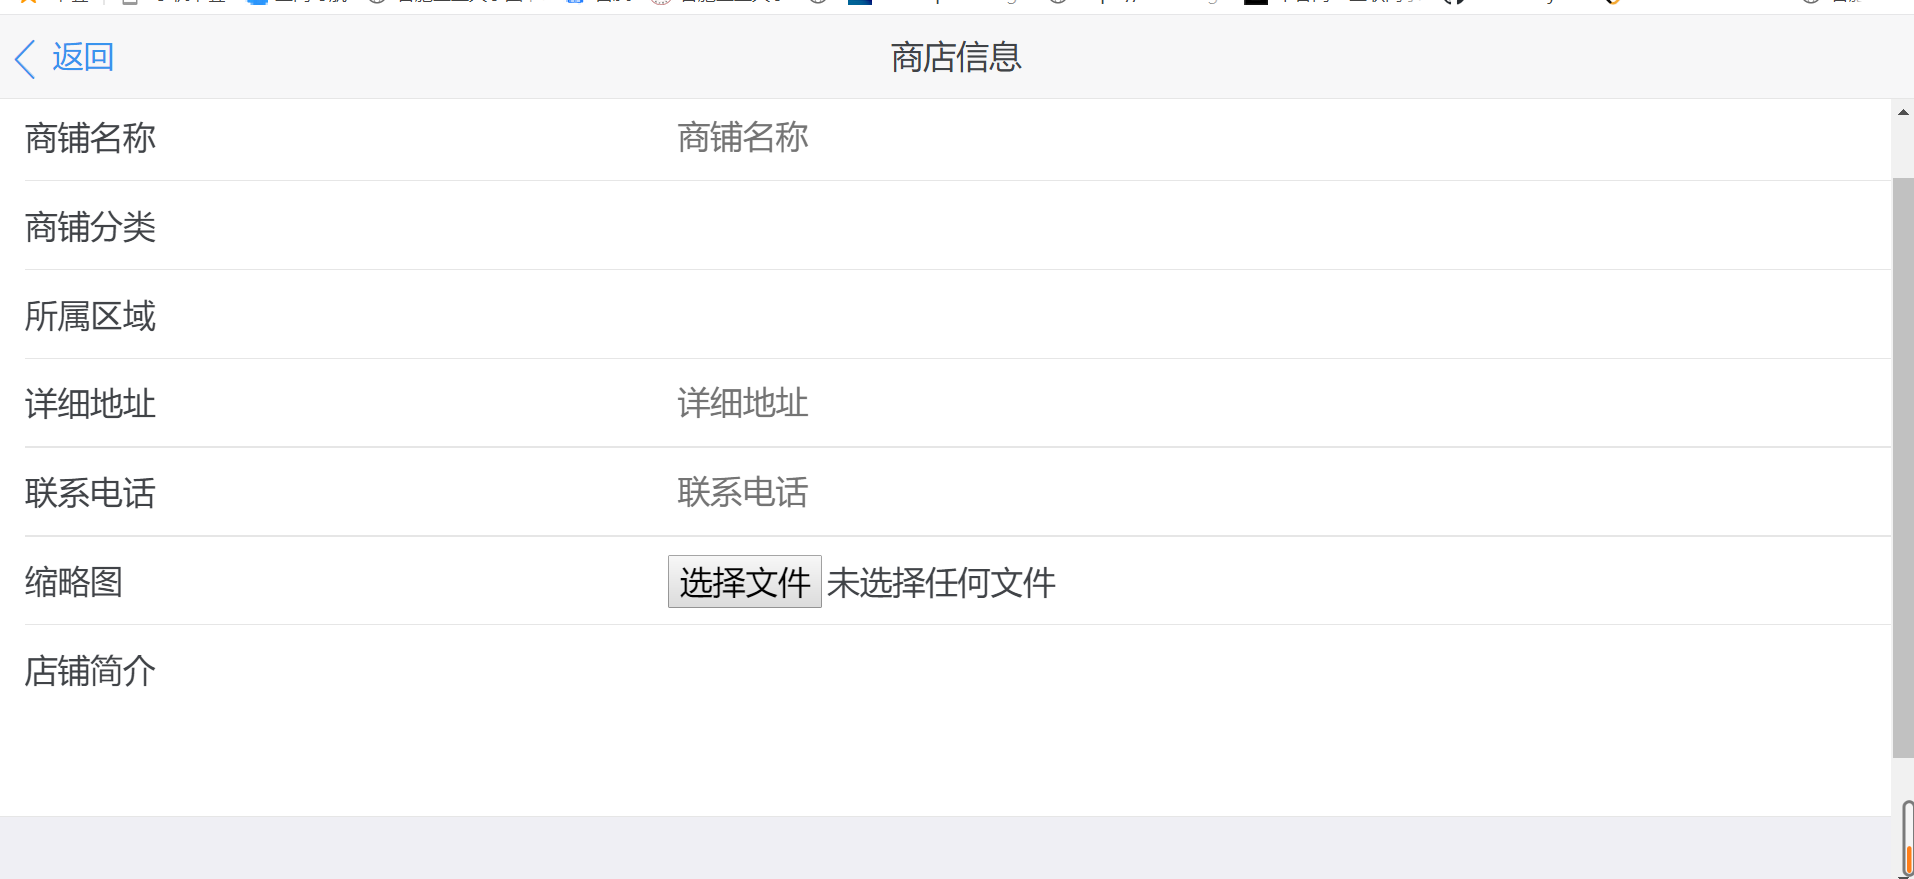 返回
商店信息
商铺名称 商铺名称
商铺分类
所属区域
详细地址 详细地址
联系电话 联系电话
缩略图 选择文件 未选择任何文件
店铺简介